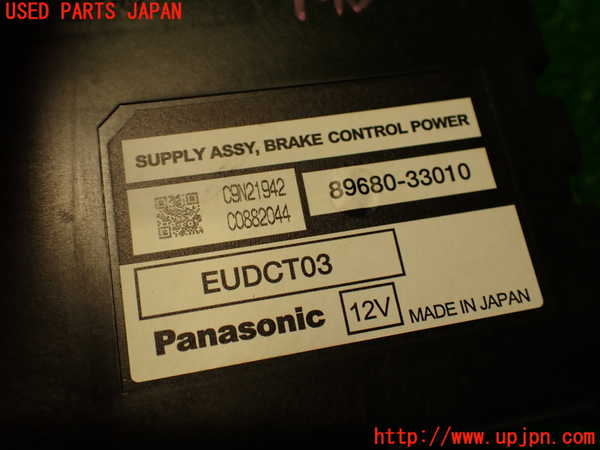 USED PARTS JAPAN
SUPPLY ASSY, BRAKE CONTROL POWER
C9N21942
C0882044
89680-33010
EUDCT03
Panasonic
12V
MADE IN JAPAN
http://www.upjpn.com/